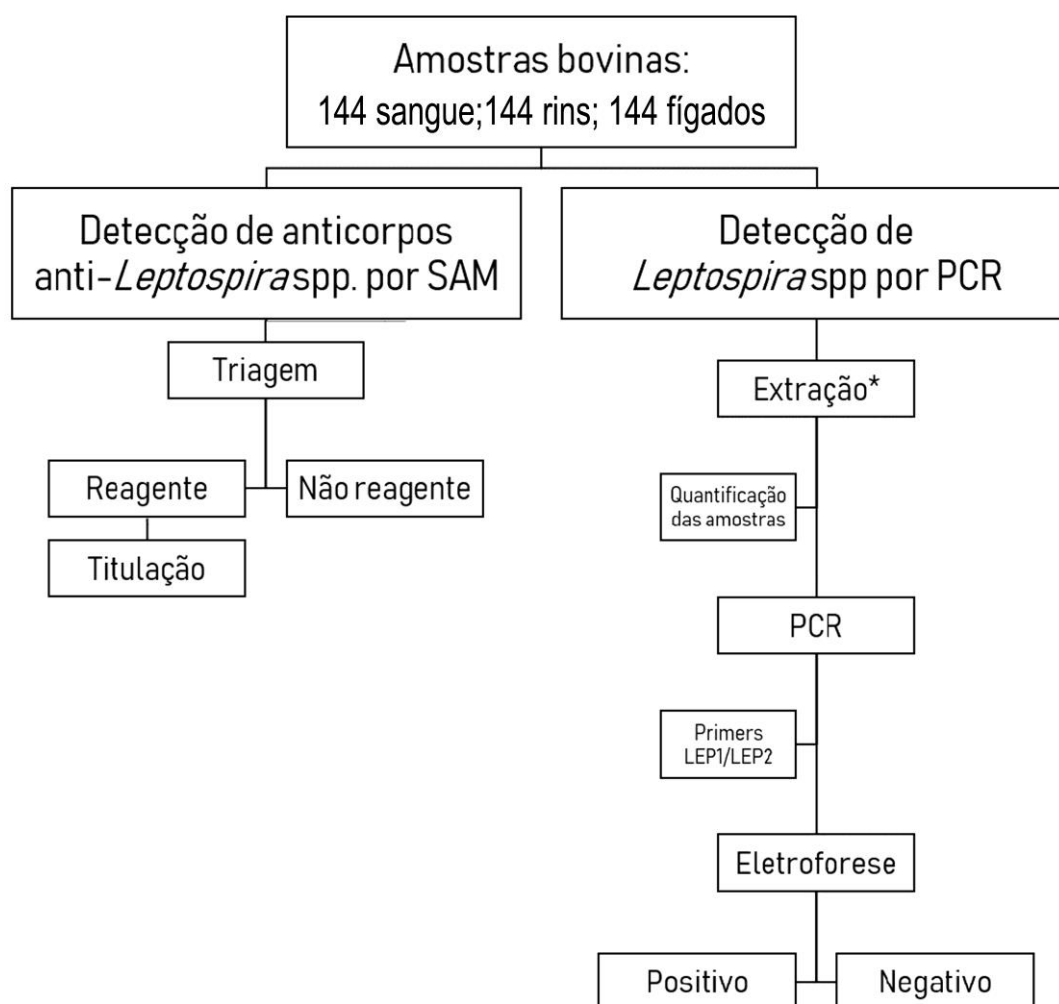 Amostras bovinas:
144 sangue;144 rins; 144 fígados
Detecção de anticorpos
anti-Leptospira spp. por SAM
Detecção de
Leptospira spp por PCR
Triagem
Extração*
Reagente
Não reagente
Quantificação
das amostras
Titulação
PCR
Primers
LEP1/LEP2
Eletroforese
Positivo
Negativo